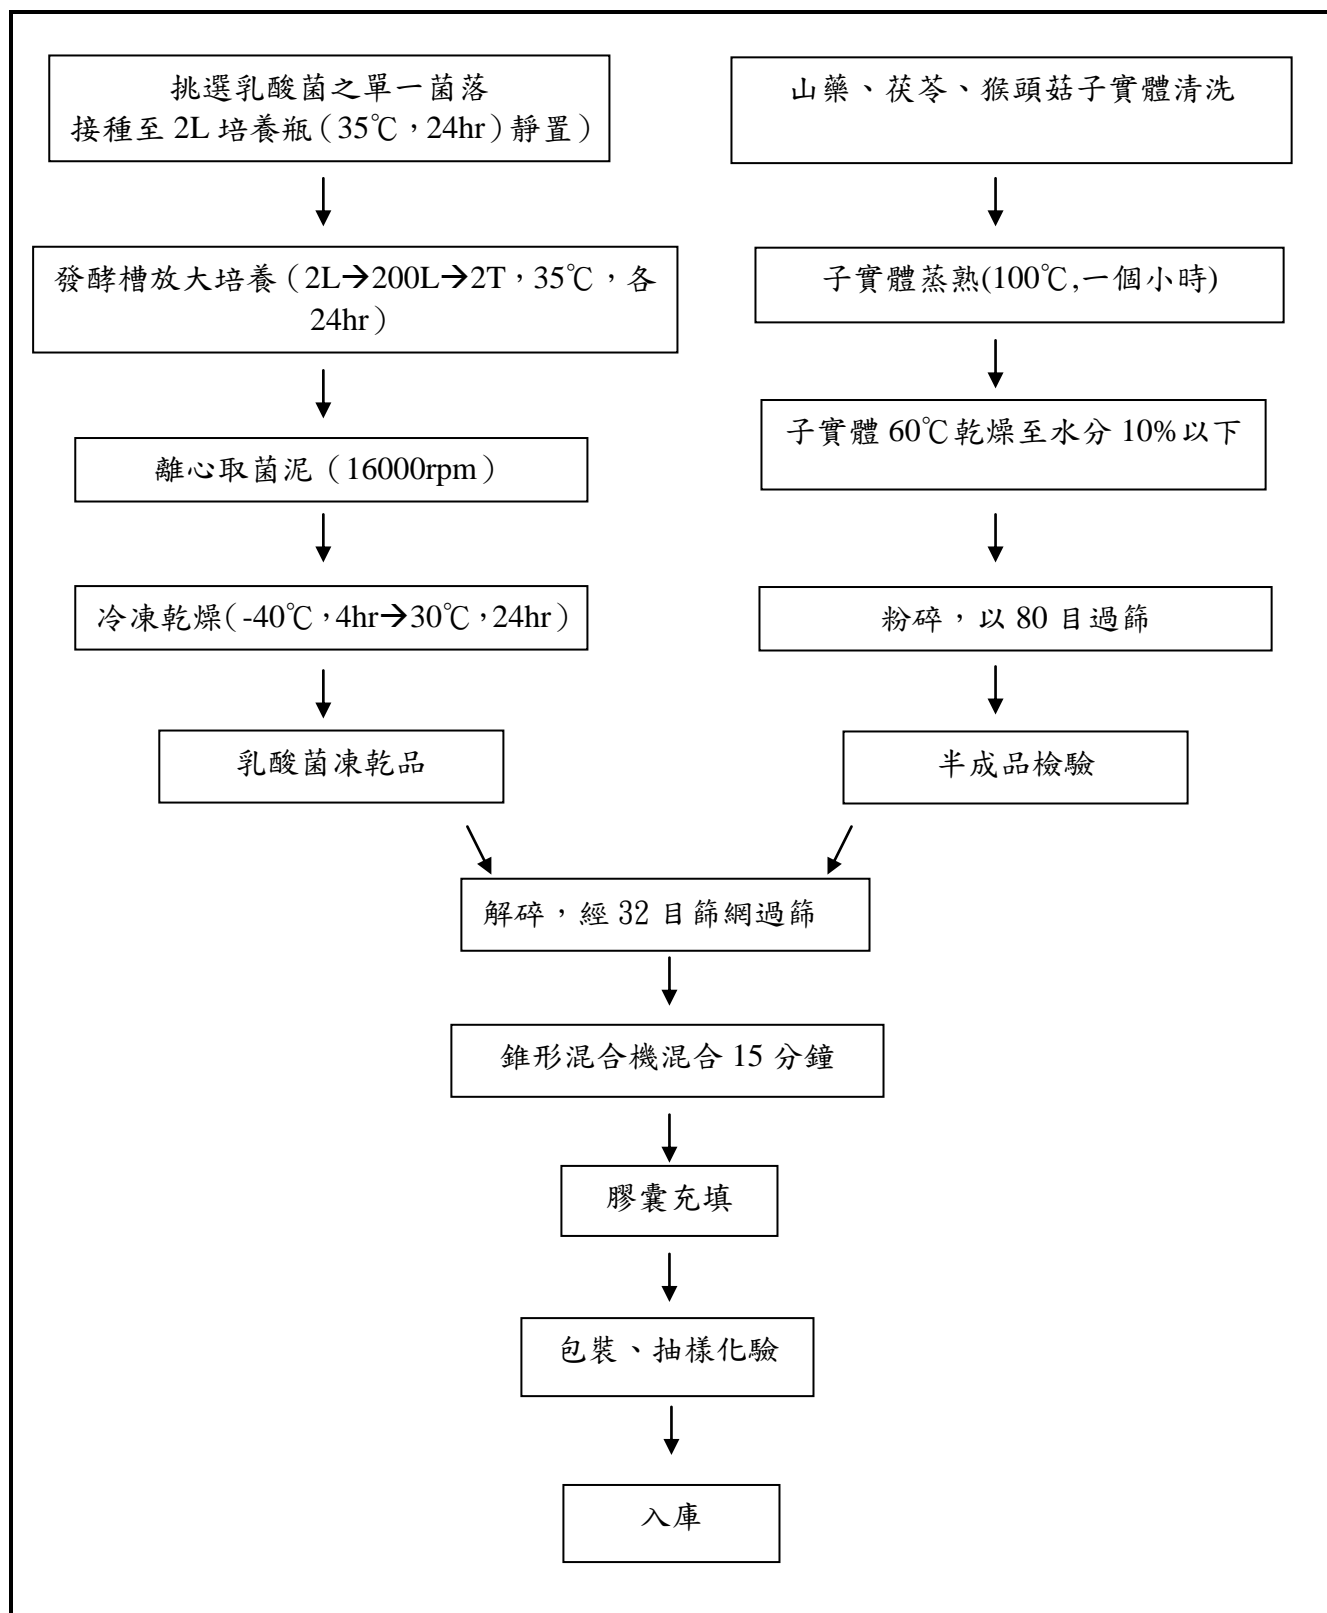 挑選乳酸菌之單一菌落
接種至 2L 培養瓶（35℃，24hr）靜置）
發酵槽放大培養（2L→200L→2T，35℃，各
24hr）
離心取菌泥（16000rpm）
冷凍乾燥(-40℃，4hr→30℃，24hr）
乳酸菌凍乾品
山藥、茯苓、猴頭菇子實體清洗
子實體蒸熟(100℃,一個小時)
子實體 60℃乾燥至水分 10%以下
粉碎，以 80 目過篩
半成品檢驗
解碎，經 32 目篩網過篩
錐形混合機混合 15 分鐘
膠囊充填
包裝、抽樣化驗
入庫